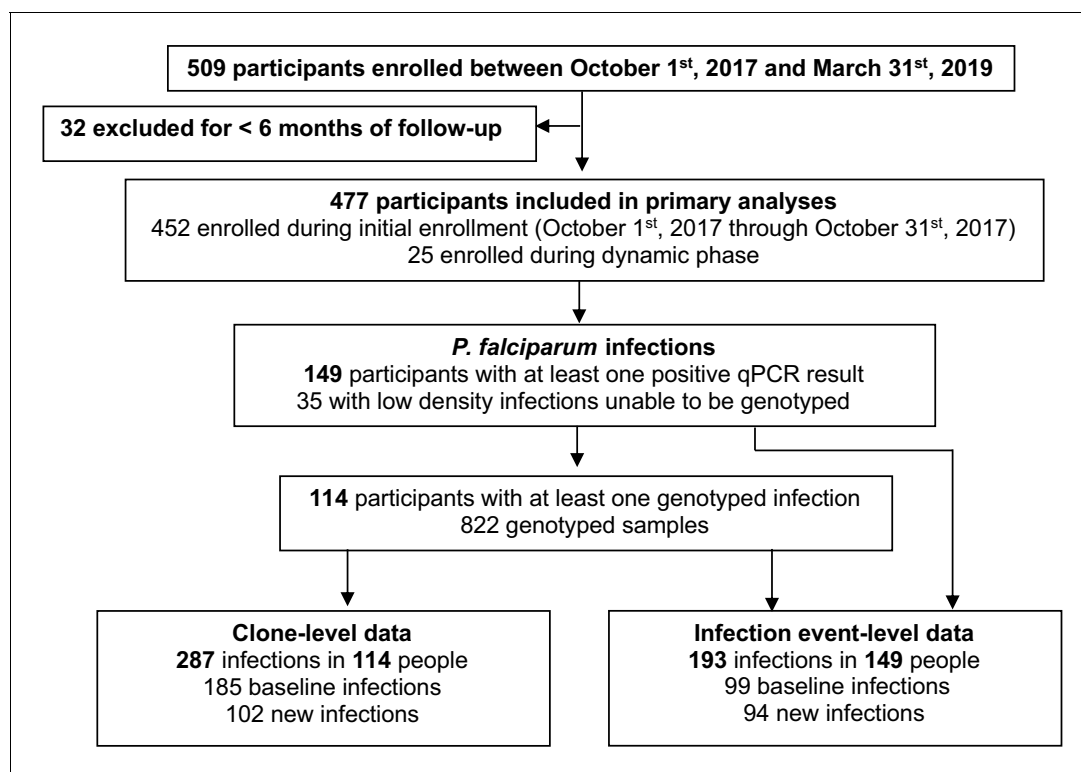 509 participants enrolled between October 1st, 2017 and March 31st, 2019
32 excluded for < 6 months of follow-up
477 participants included in primary analyses
452 enrolled during initial enrollment (October 1st, 2017 through October 31st, 2017)
25 enrolled during dynamic phase
P. falciparum infections
149 participants with at least one positive qPCR result
35 with low density infections unable to be genotyped
114 participants with at least one genotyped infection
822 genotyped samples
Clone-level data
287 infections in 114 people
185 baseline infections
102 new infections
Infection event-level data
193 infections in 149 people
99 baseline infections
94 new infections